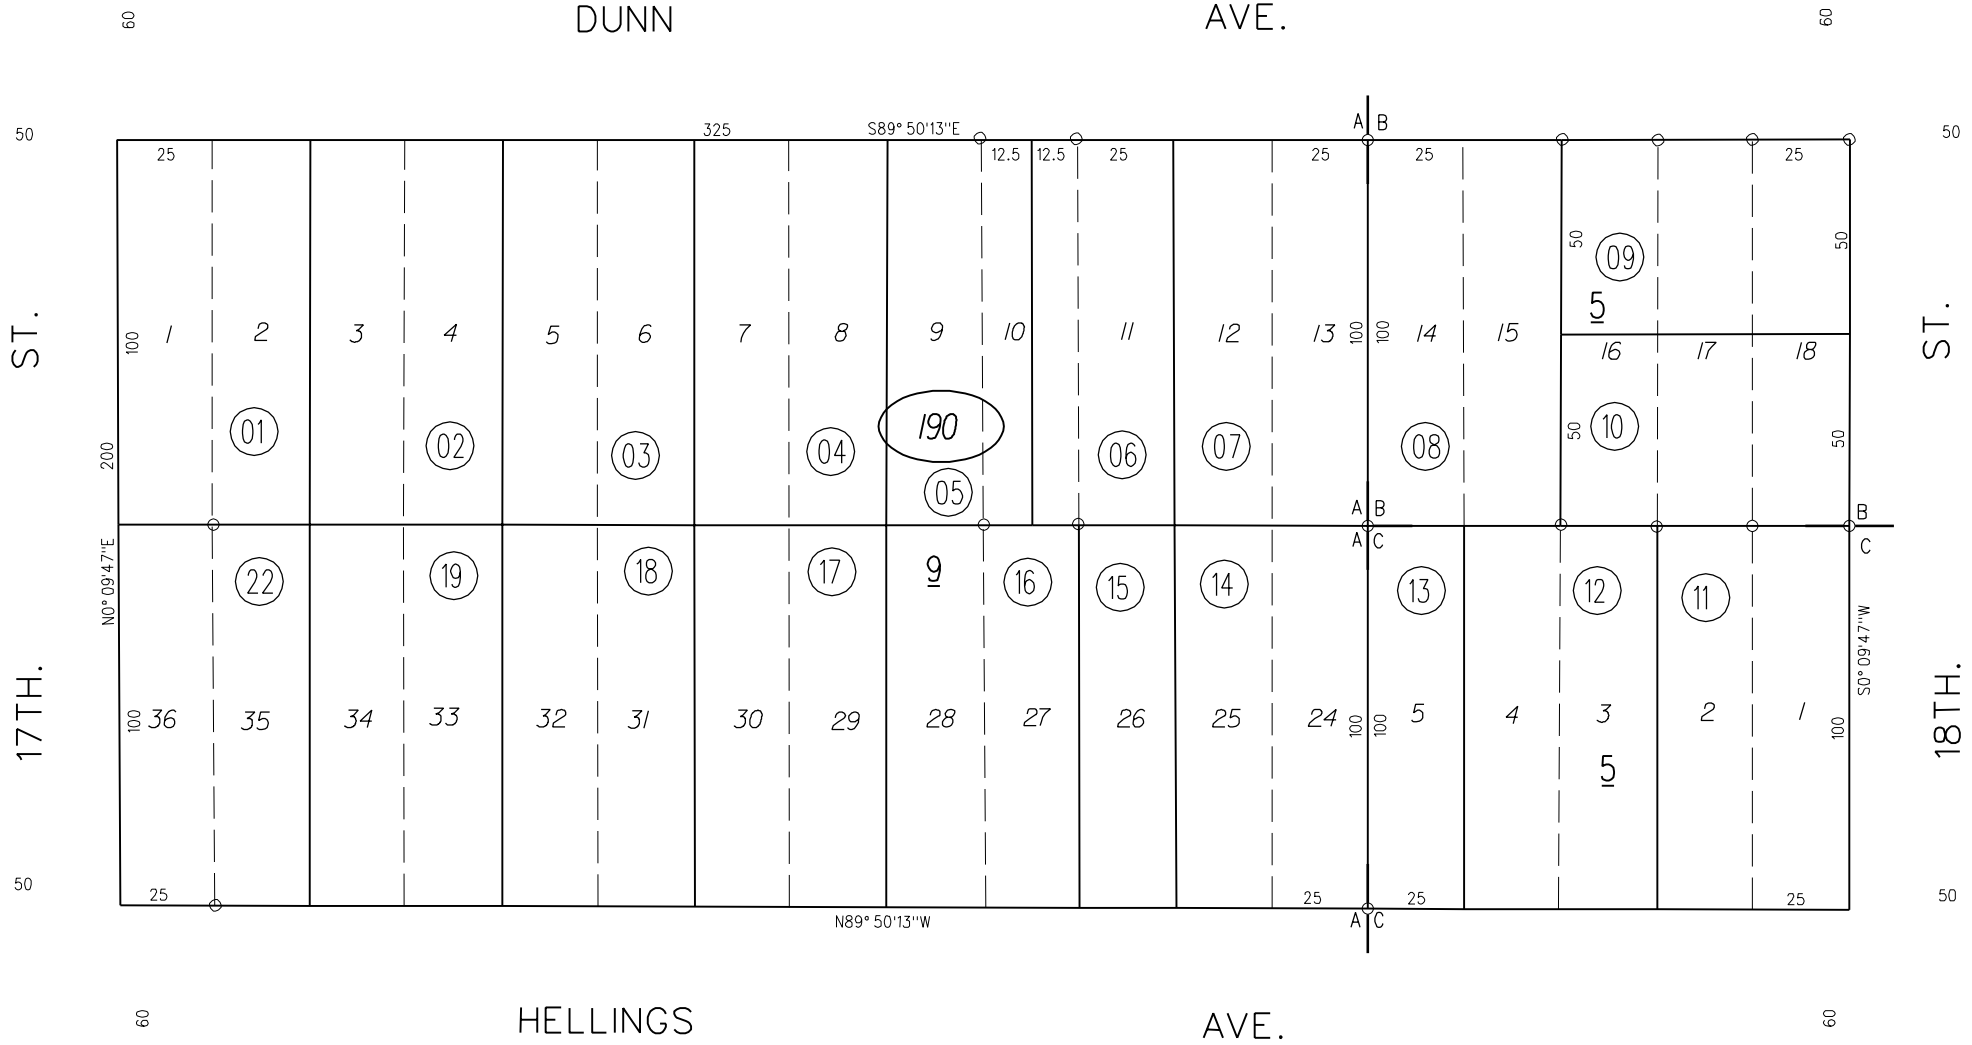 60 DUNN AVE. 60
50 325 S89° 50'13"E A B 50
25 12.5 12.5 25 25 25 25
50 09 50
5
ST. 100 1 2 3 4 5 6 7 8 9 10 11 12 13 100 100 14 15 ST.
16 17 18
01 02 03 04 190 06 07 08 50 10 50
200 05
A B B
A C C
N0° 09'47"E 22 19 18 17 9 16 15 14 13 12 11 S0° 09'47"W
17TH. 100 36 35 34 33 32 31 30 29 28 27 26 25 24 100 100 5 4 3 2 1 100 18TH.
5
50 25 25 25 25 50
N89° 50'13"W A C
60 HELLINGS AVE. 60